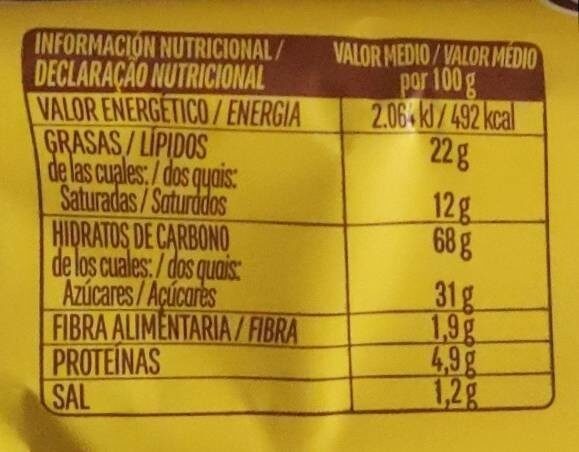 INFORMACIÓN NUTRICIONAL / VALOR MEDIO / VALOR MÉDIO
DECLARAÇÃO NUTRICIONAL por 100 g
VALOR ENERGÉTICO / ENERGIA 2.064 kJ / 492 kcal
GRASAS / LÍPIDOS 22 g
de las cuales: / dos quais:
Saturadas / Saturados 12 g
HIDRATOS DE CARBONO 68 g
de los cuales: / dos quais:
Azúcares / Açúcares 31 g
FIBRA ALIMENTARIA / FIBRA 1,9 g
PROTEÍNAS 4,9 g
SAL 1,2 g